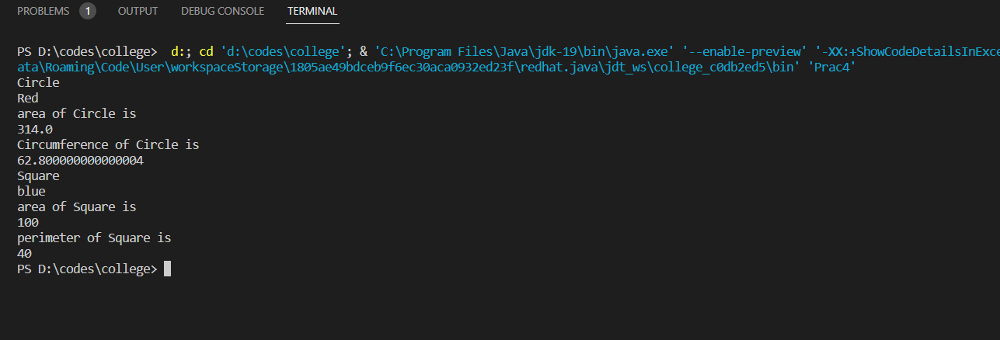 PROBLEMS 1 OUTPUT DEBUG CONSOLE TERMINAL
PS D:\codes\college>  d:; cd 'd:\codes\college'; & 'C:\Program Files\Java\jdk-19\bin\java.exe' '--enable-preview' '-XX:+ShowCodeDetailsInExce
ata\Roaming\Code\User\workspaceStorage\1805ae49bdceb9f6ec30aca0932ed23f\redhat.java\jdt_ws\college_c0db2ed5\bin' 'Prac4'
Circle
Red
area of Circle is
314.0
Circumference of Circle is
62.800000000000004
Square
blue
area of Square is
100
perimeter of Square is
40
PS D:\codes\college>